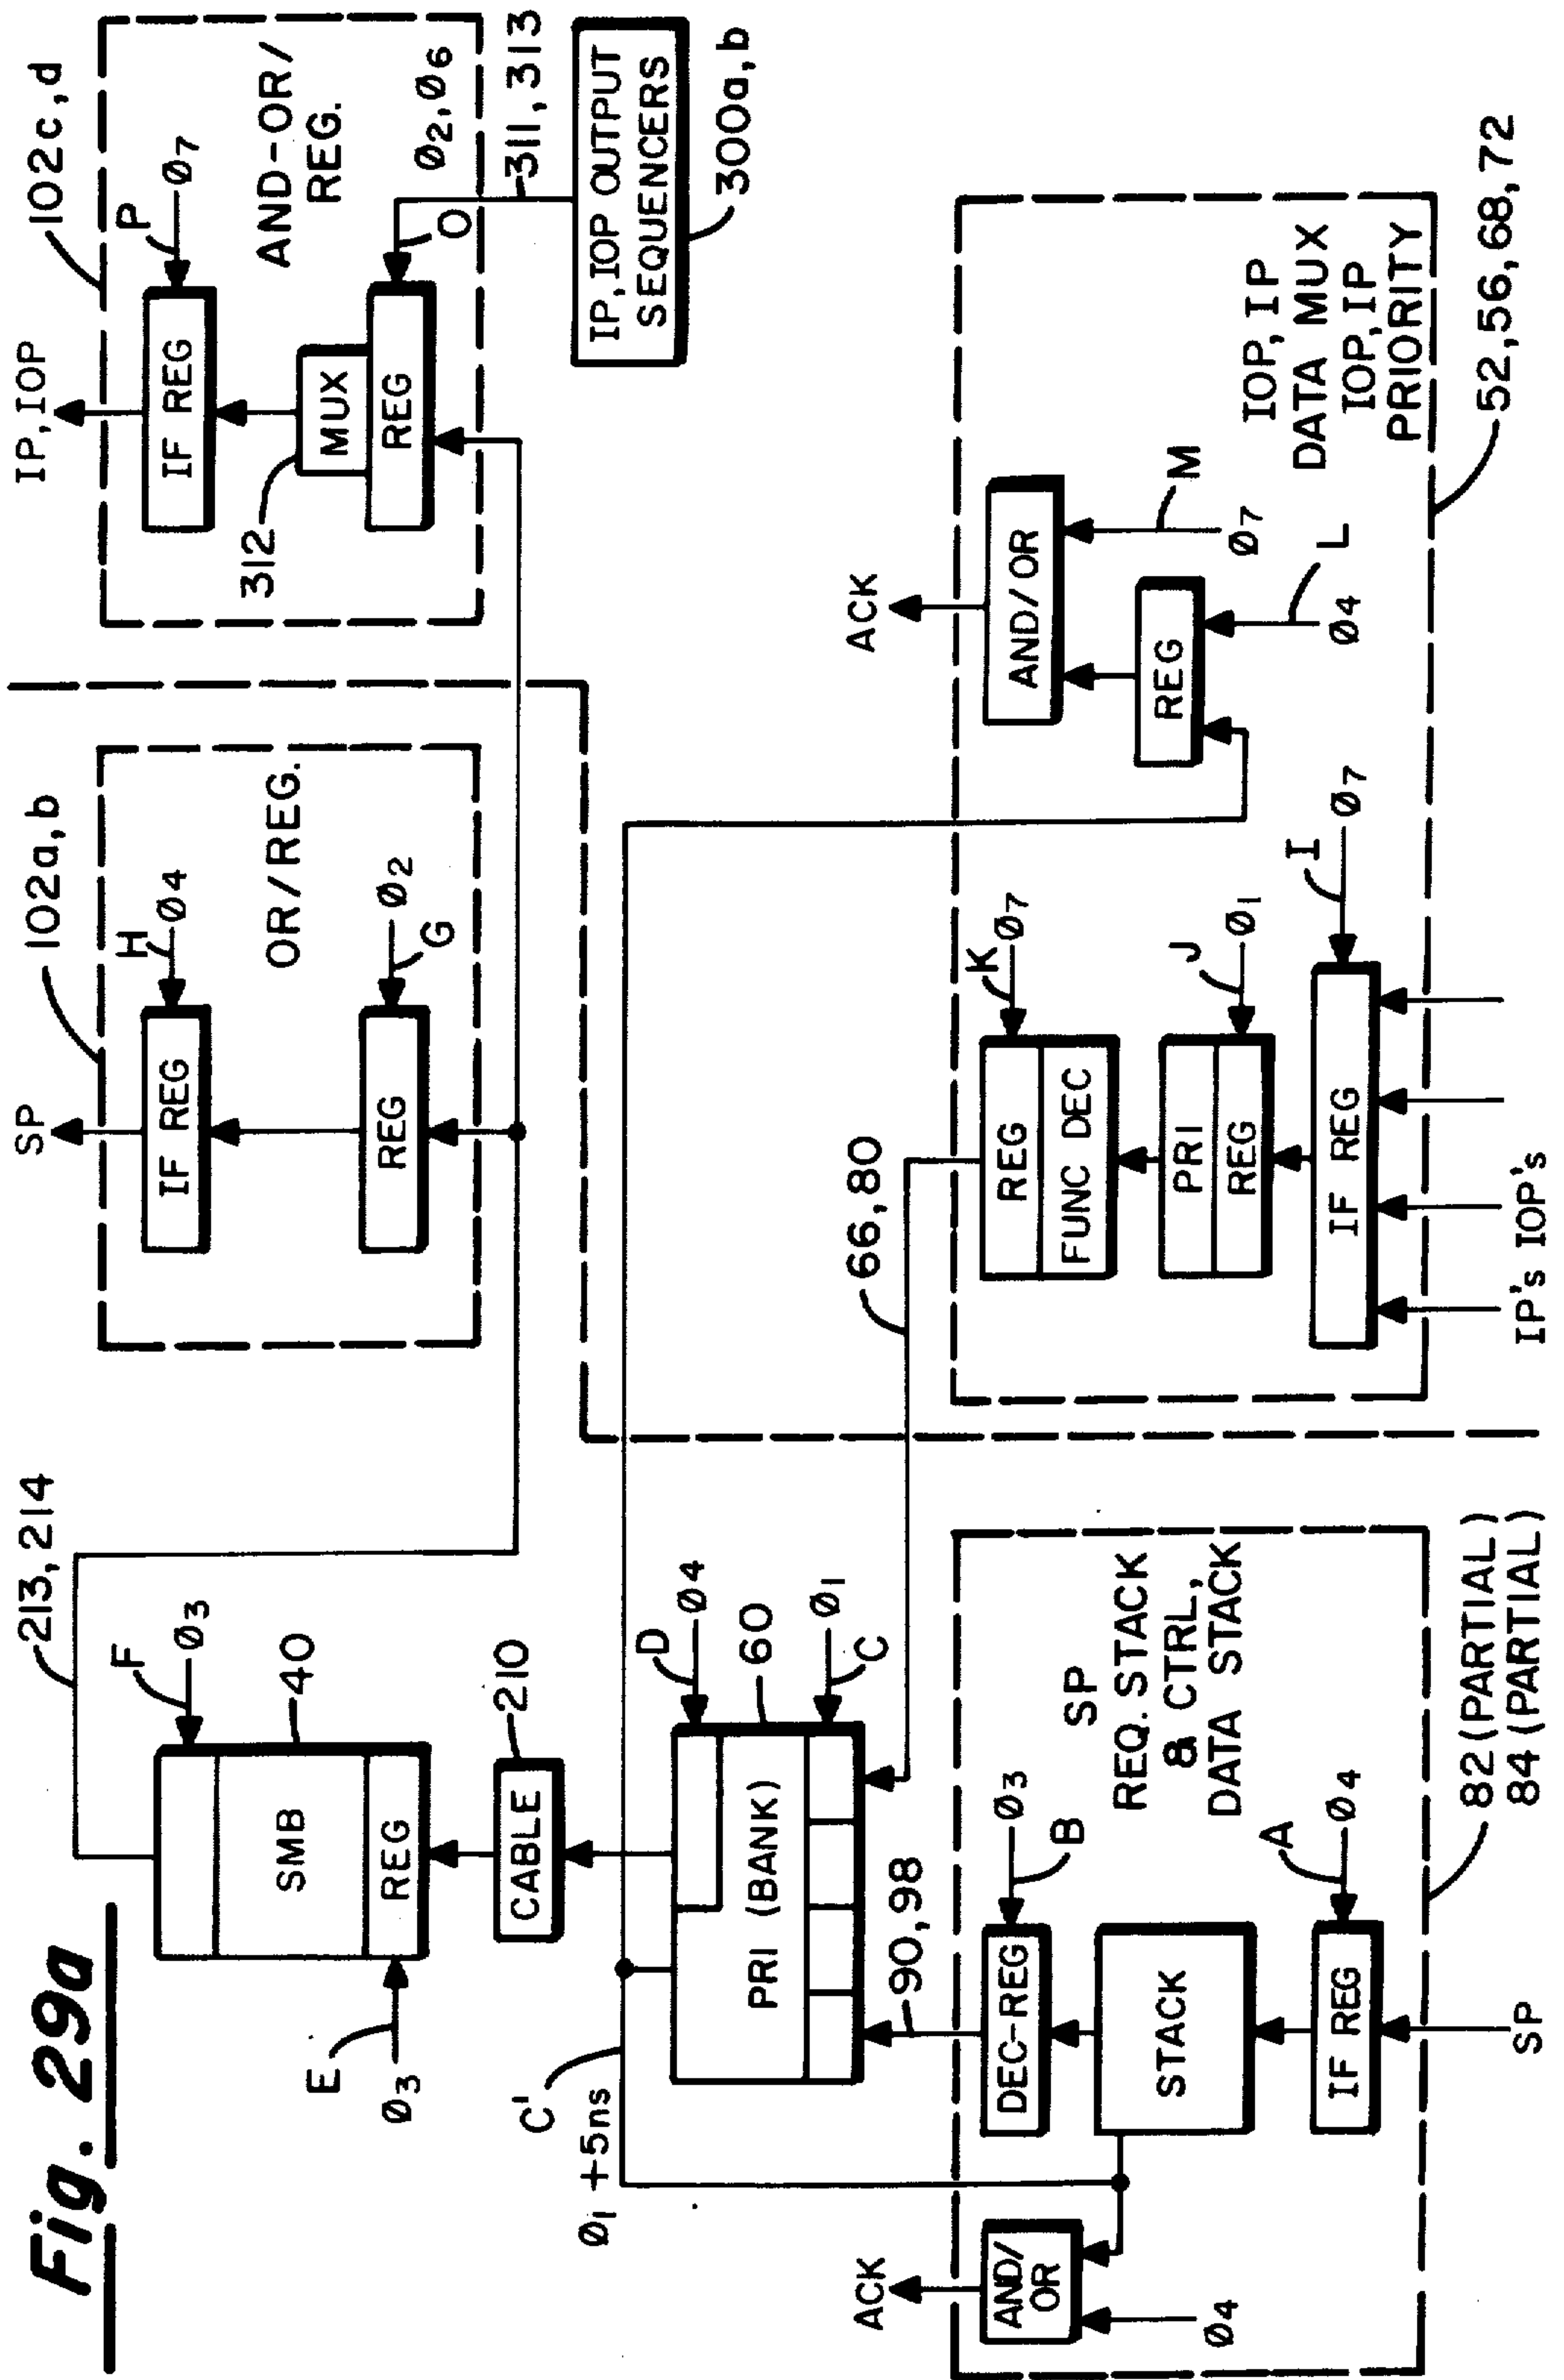 Fig. 29a
213, 214
F
Ø3
SMB
40
REG
E
Ø3
CABLE
210
C'
Ø1 +5ns
D
Ø4
PRI (BANK)
60
Ø1
C
66, 80
90, 98
ACK
AND/
OR
Ø4
DEC-REG
Ø3
B
STACK
IF REG
A
Ø4
SP
REQ. STACK
& CTRL,
DATA STACK
SP
82 (PARTIAL)
84 (PARTIAL)
SP
102a, b
IF REG
H
Ø4
OR/REG.
REG
Ø2
G
IP, IOP
102c, d
IF REG
P
Ø7
AND-OR/
REG.
312
MUX
REG
O
Ø2, Ø6
311, 313
IP, IOP OUTPUT
SEQUENCERS
300a, b
REG
FUNC DEC
K
Ø7
PRI
REG
J
Ø1
IF REG
I
Ø7
IP's IOP's
ACK
AND/OR
M
Ø7
REG
Ø4
L
IOP, IP
DATA MUX
IOP, IP
PRIORITY
52, 56, 68, 72